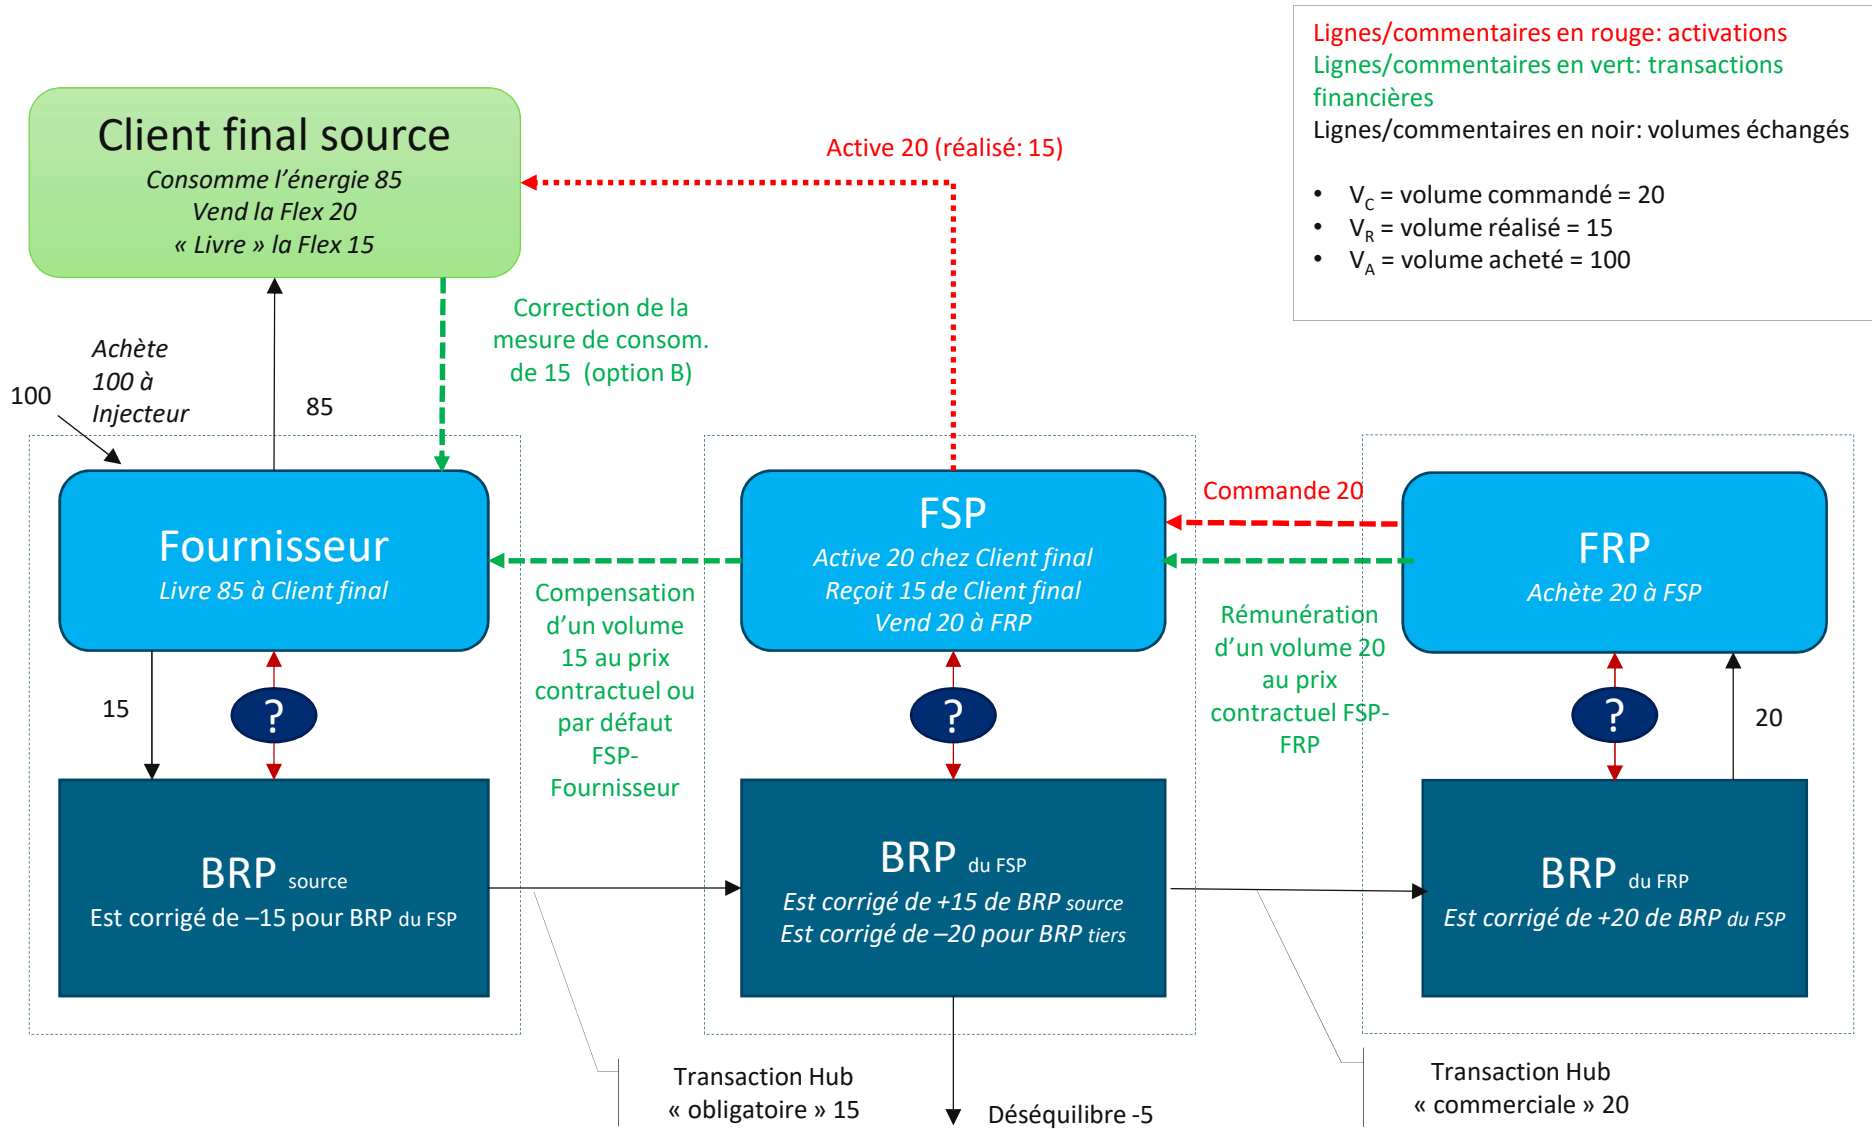 Lignes/commentaires en rouge: activations
Lignes/commentaires en vert: transactions
financières
Lignes/commentaires en noir: volumes échangés
• VC = volume commandé = 20
• VR = volume réalisé = 15
• VA = volume acheté = 100
Client final source
Consomme l'énergie 85
Vend la Flex 20
« Livre » la Flex 15
Active 20 (réalisé: 15)
Correction de la
mesure de consom.
de 15 (option B)
Achète
100 à
Injecteur
100
85
Fournisseur
Livre 85 à Client final
FSP
Active 20 chez Client final
Reçoit 15 de Client final
Vend 20 à FRP
Commande 20
FRP
Achète 20 à FSP
Compensation
d'un volume
15 au prix
contractuel ou
par défaut
FSP-
Fournisseur
Rémunération
d'un volume 20
au prix
contractuel FSP-
FRP
15
?
?
?
20
BRP source
Est corrigé de –15 pour BRP du FSP
BRP du FSP
Est corrigé de +15 de BRP source
Est corrigé de –20 pour BRP tiers
BRP du FRP
Est corrigé de +20 de BRP du FSP
Transaction Hub
« obligatoire » 15
Déséquilibre -5
Transaction Hub
« commerciale » 20